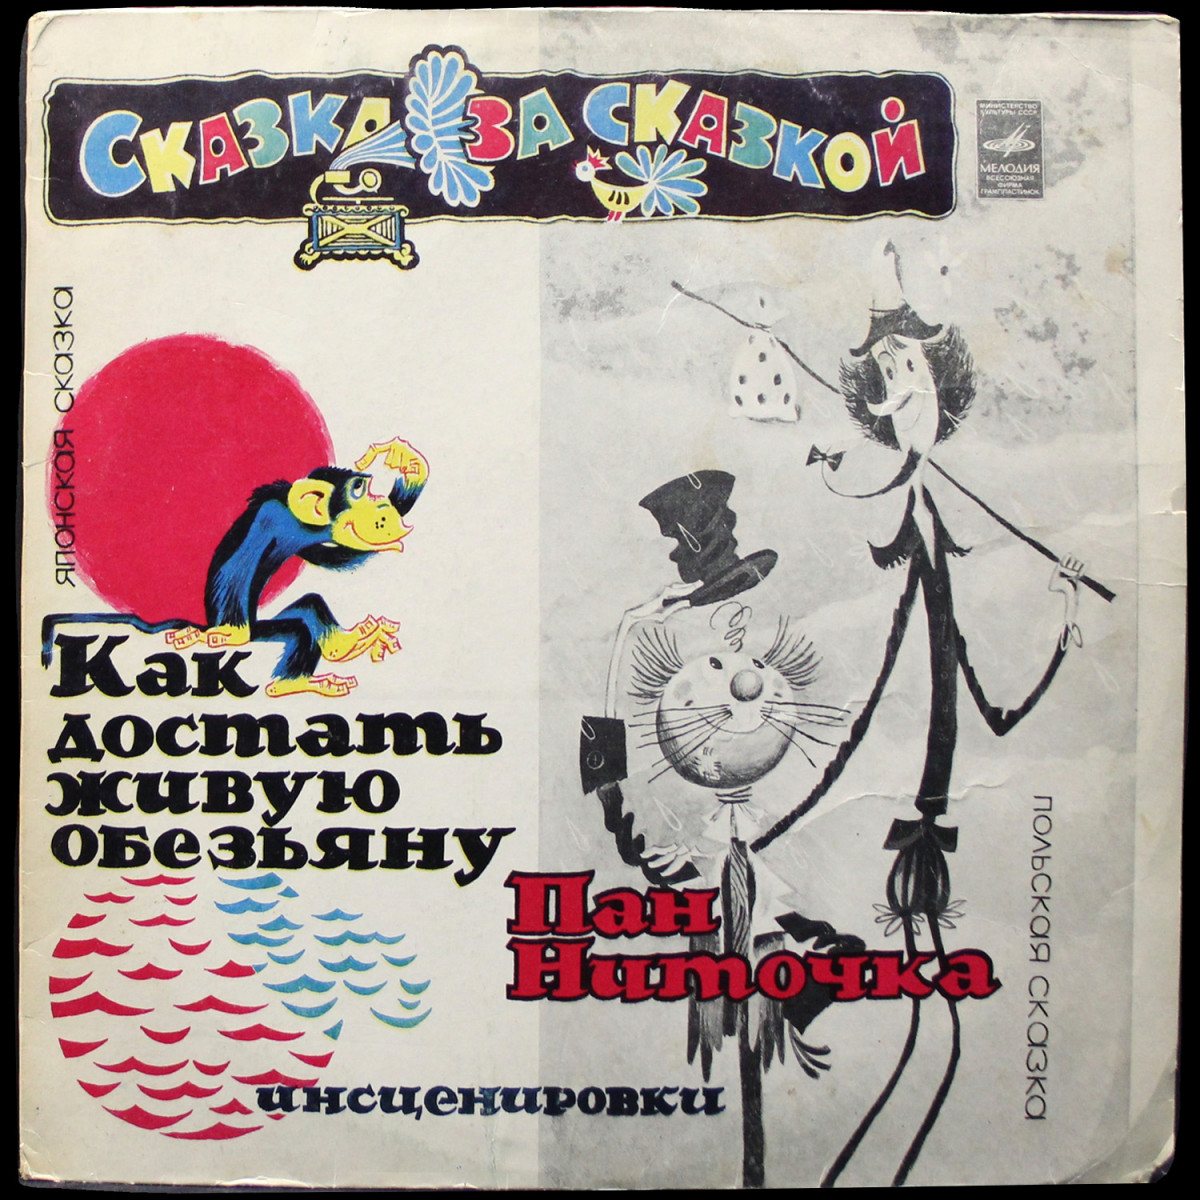 Сказка за сказкой
МИНИСТЕРСТВО
КУЛЬТУРЫ СССР
МЕЛОДИЯ
ВСЕСОЮЗНАЯ
ФИРМА
ГРАМПЛАСТИНОК
ЯПОНСКАЯ СКАЗКА
Как
достать
живую
обезьяну
Пан
Ниточка
ПОЛЬСКАЯ СКАЗКА
инсценировки